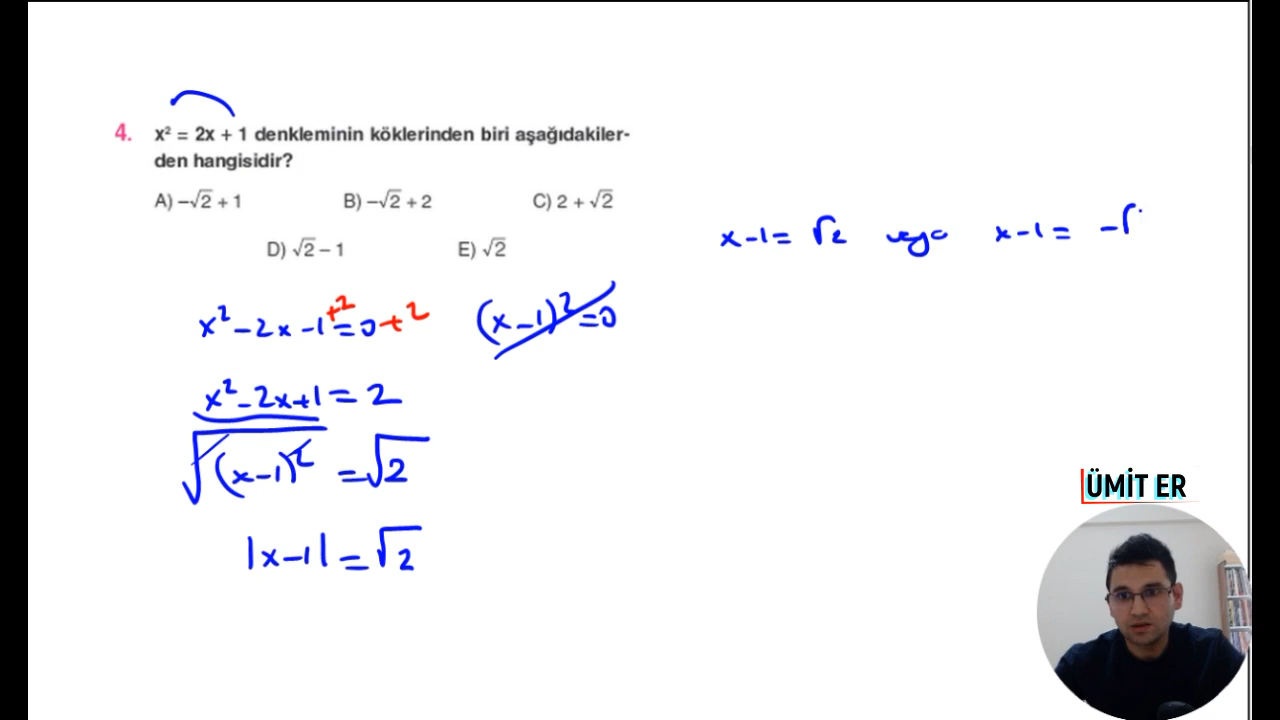 4. x² = 2x + 1 denkleminin köklerinden biri aşağıdakiler-
den hangisidir?
A) −√2 + 1 B) −√2 + 2 C) 2 + √2
D) √2 − 1 E) √2
x−1 = √2 veya x−1 = −√
x² − 2x − 1 +2 = 0 +2 (x−1)² = 0
x² − 2x + 1 = 2
√(x−1)² = √2
|x−1| = √2
ÜMİT ER